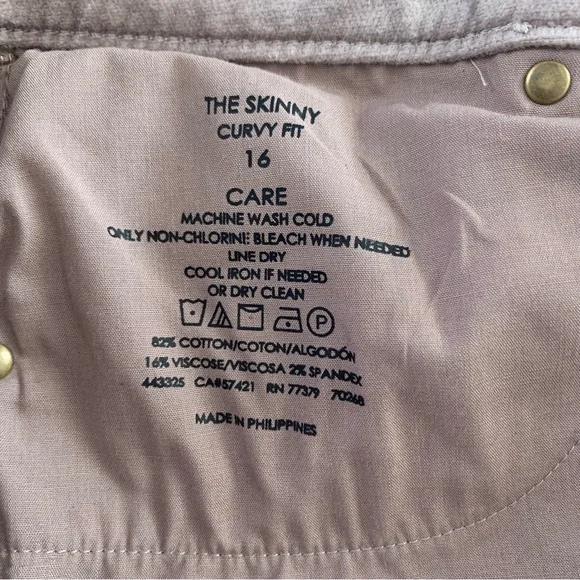 THE SKINNY
CURVY FIT
16
CARE
MACHINE WASH COLD
ONLY NON-CHLORINE BLEACH WHEN NEEDED
LINE DRY
COOL IRON IF NEEDED
OR DRY CLEAN
P
82% COTTON/COTON/ALGODÓN
16% VISCOSE/VISCOSA 2% SPANDEX
443325 CA#57421 RN 77379 70268
MADE IN PHILIPPINES